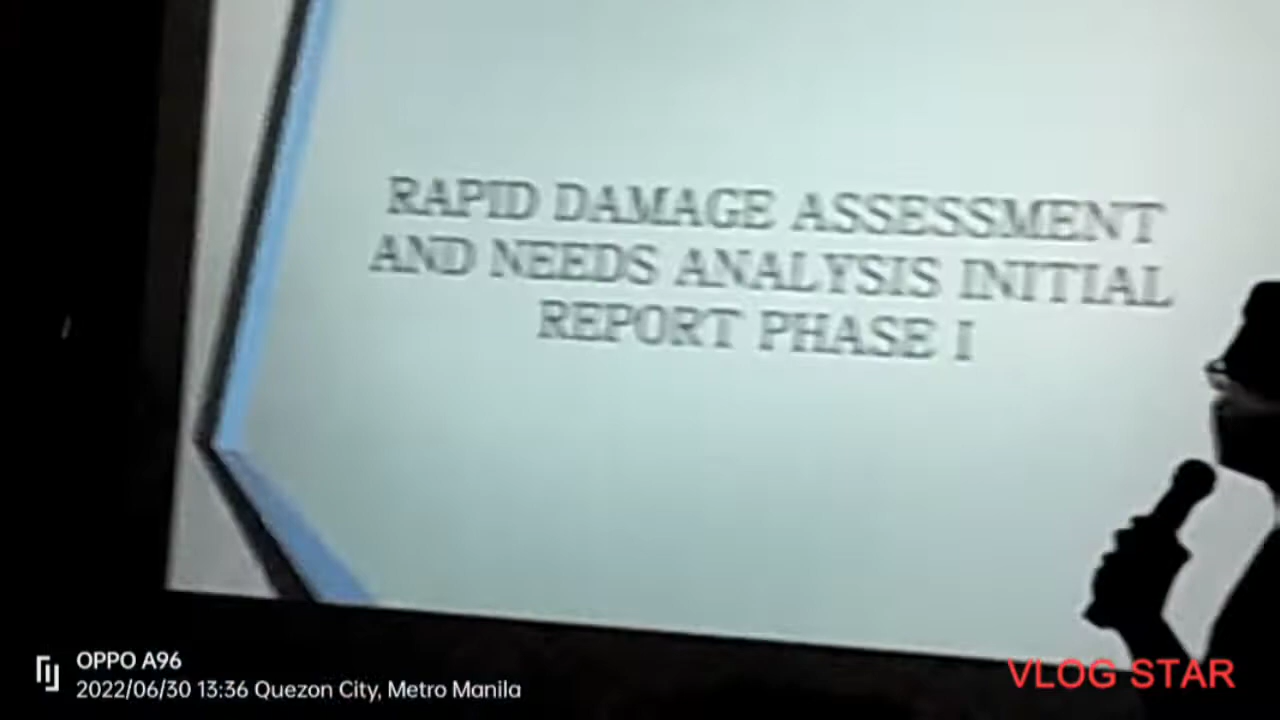 RAPID DAMAGE ASSESSMENT
AND NEEDS ANALYSIS INITIAL
REPORT PHASE I
OPPO A96
2022/06/30 13:36 Quezon City, Metro Manila
VLOG STAR